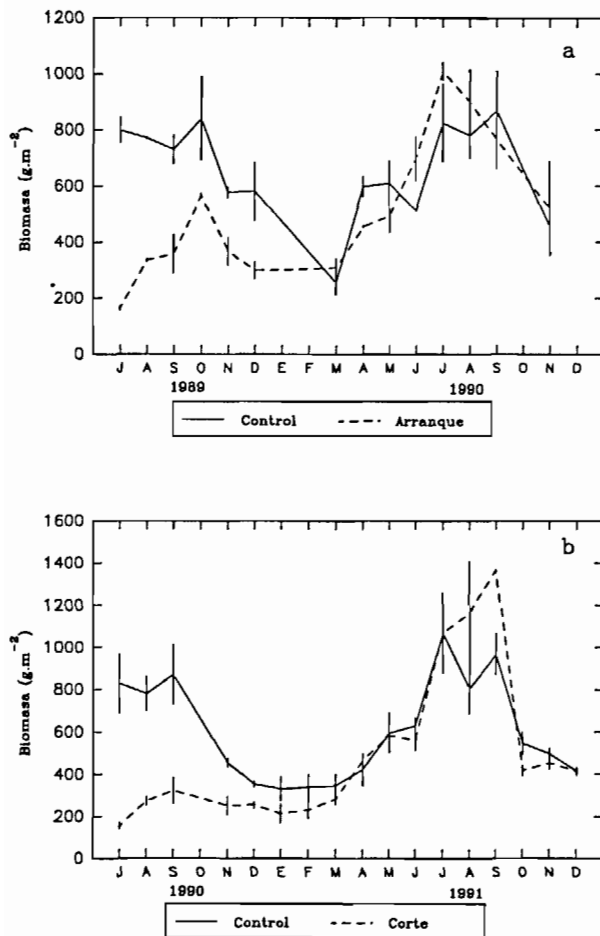 1200
1000
800
600
400
200
0
Biomasa (g.m⁻²)
a
J A S O N D E F M A M J J A S O N D
1989 1990
Control Arranque
1600
1400
1200
1000
800
600
400
200
0
Biomasa (g.m⁻²)
b
J A S O N D E F M A M J J A S O N D
1990 1991
Control Corte